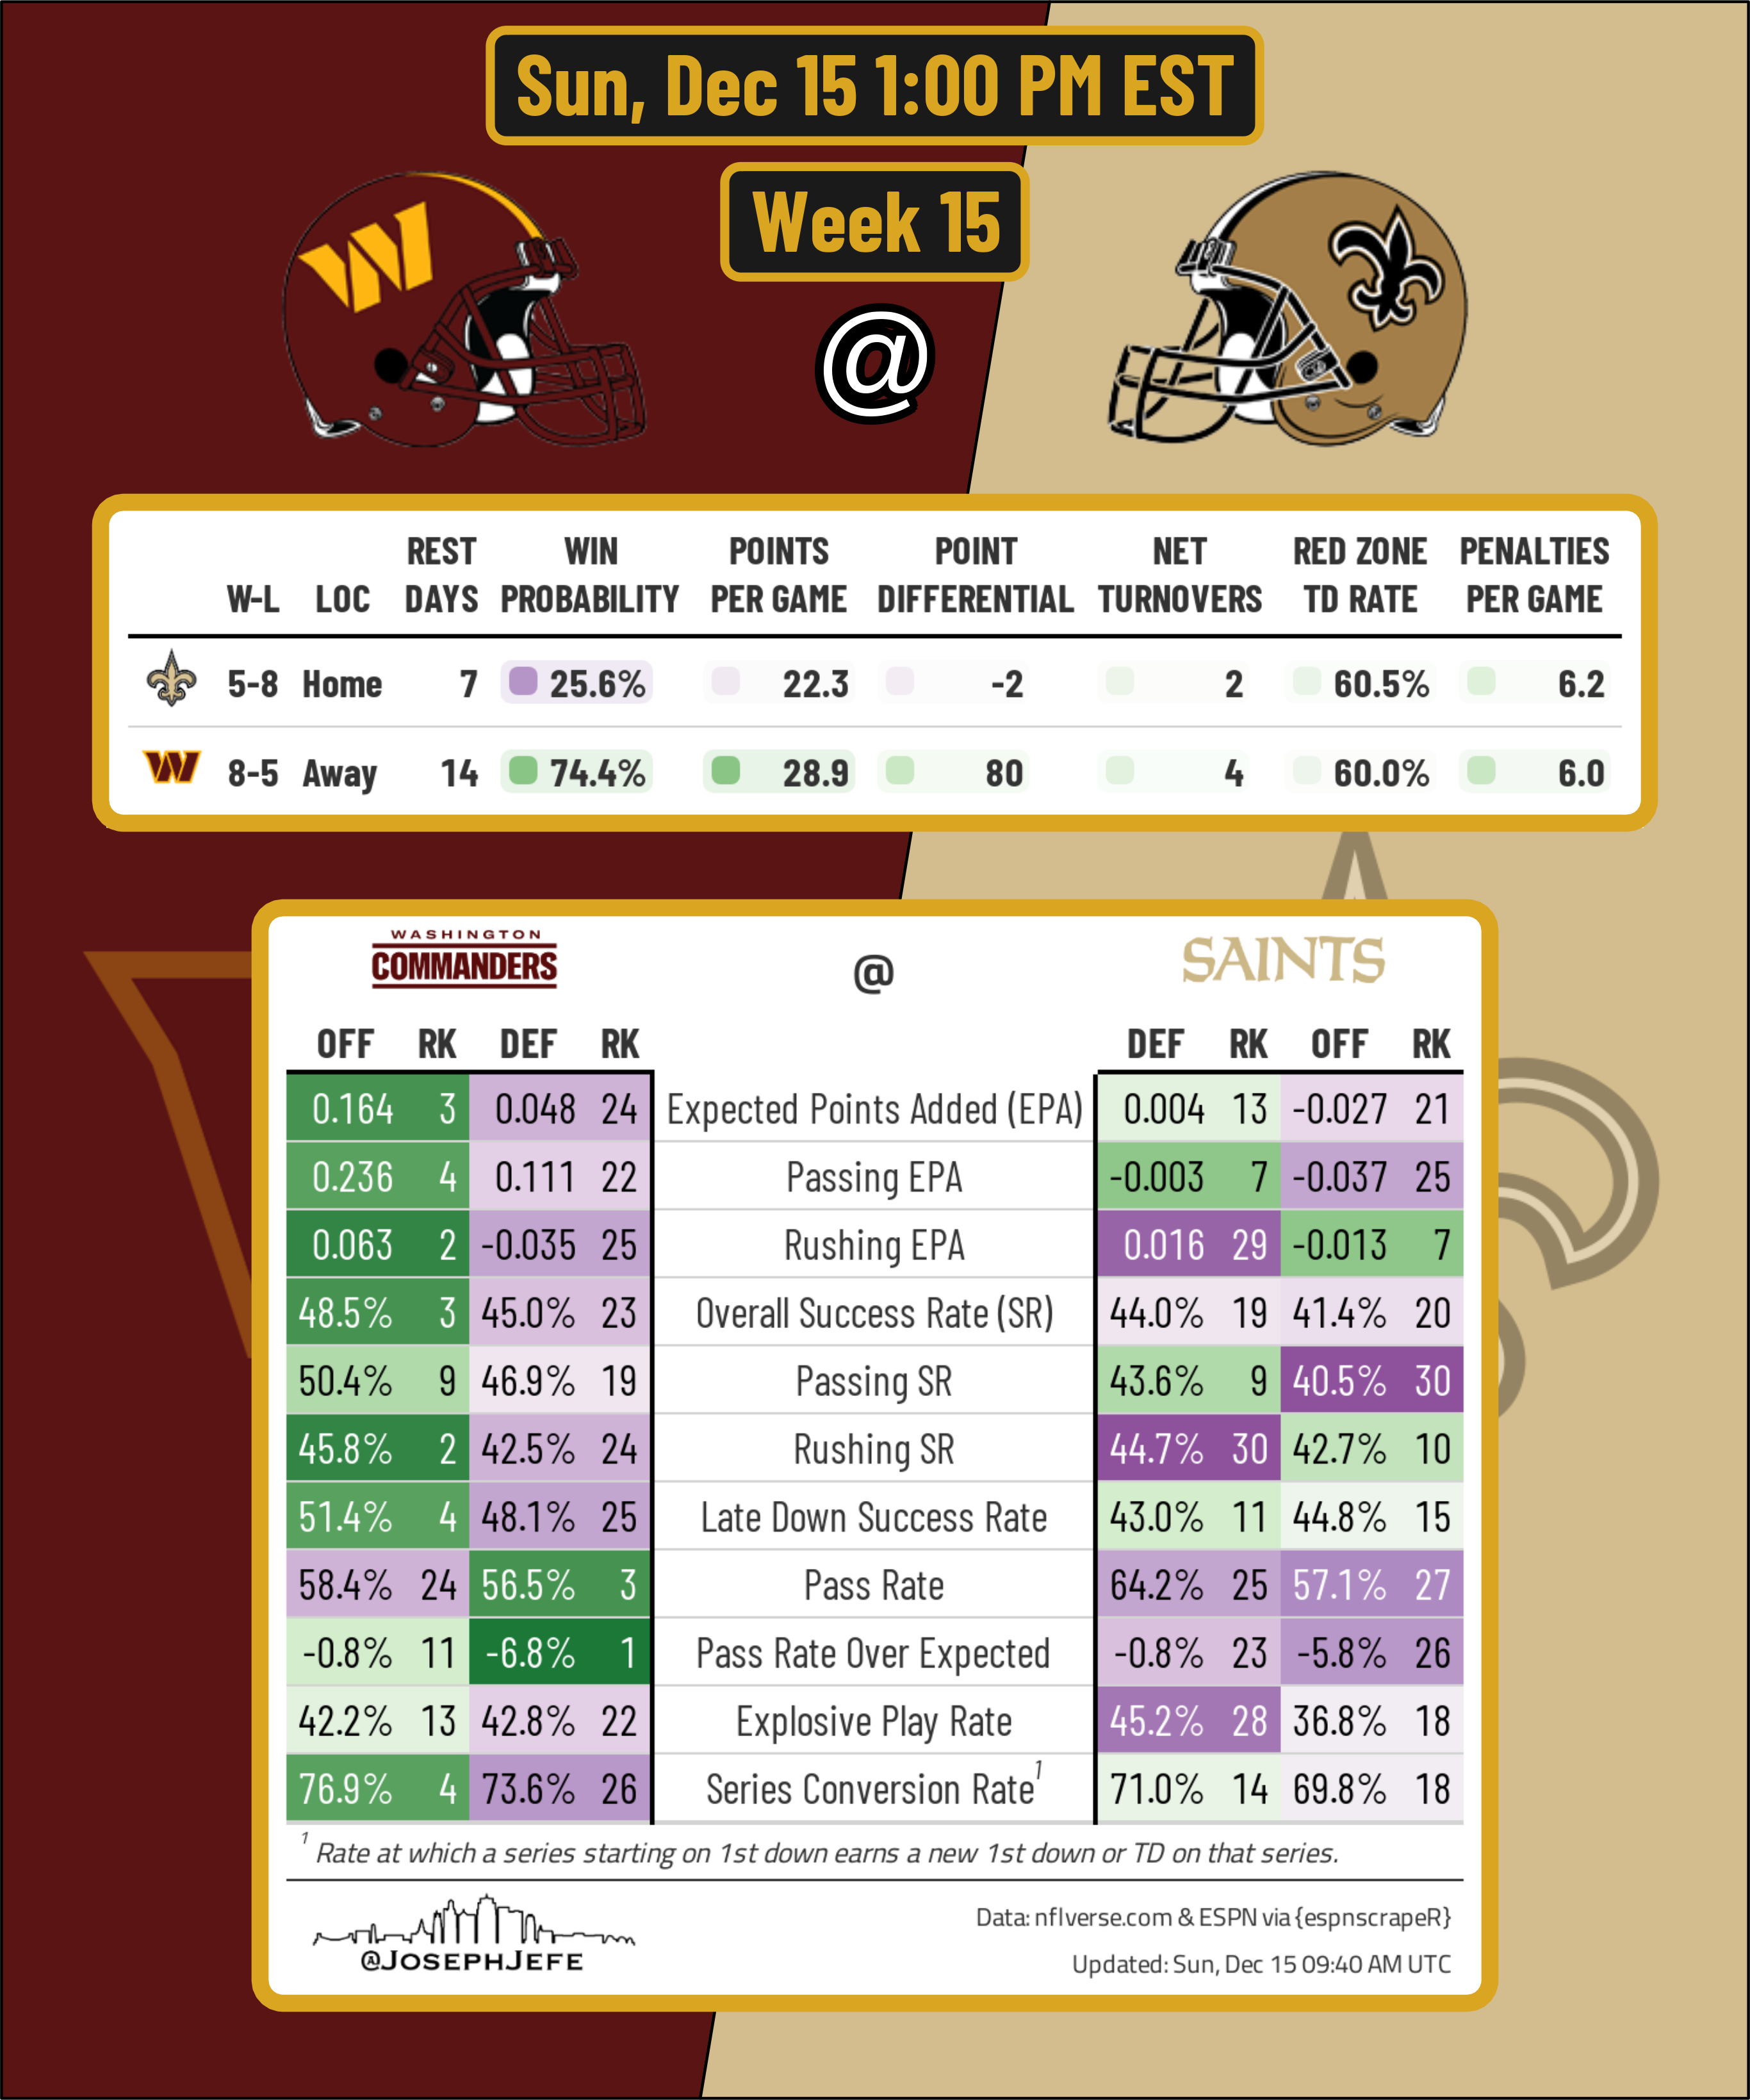 Sun, Dec 15 1:00 PM EST
Week 15
@
W-L LOC REST DAYS WIN PROBABILITY POINTS PER GAME POINT DIFFERENTIAL NET TURNOVERS RED ZONE TD RATE PENALTIES PER GAME
5-8 Home 7 25.6% 22.3 -2 2 60.5% 6.2
W 8-5 Away 14 74.4% 28.9 80 4 60.0% 6.0
WASHINGTON
COMMANDERS @ SAINTS
OFF RK DEF RK DEF RK OFF RK
0.164 3 0.048 24 Expected Points Added (EPA) 0.004 13 -0.027 21
0.236 4 0.111 22 Passing EPA -0.003 7 -0.037 25
0.063 2 -0.035 25 Rushing EPA 0.016 29 -0.013 7
48.5% 3 45.0% 23 Overall Success Rate (SR) 44.0% 19 41.4% 20
50.4% 9 46.9% 19 Passing SR 43.6% 9 40.5% 30
45.8% 2 42.5% 24 Rushing SR 44.7% 30 42.7% 10
51.4% 4 48.1% 25 Late Down Success Rate 43.0% 11 44.8% 15
58.4% 24 56.5% 3 Pass Rate 64.2% 25 57.1% 27
-0.8% 11 -6.8% 1 Pass Rate Over Expected -0.8% 23 -5.8% 26
42.2% 13 42.8% 22 Explosive Play Rate 45.2% 28 36.8% 18
76.9% 4 73.6% 26 Series Conversion Rate¹ 71.0% 14 69.8% 18
¹ Rate at which a series starting on 1st down earns a new 1st down or TD on that series.
@JOSEPHJEFE
Data: nflverse.com & ESPN via {espnscrapeR}
Updated: Sun, Dec 15 09:40 AM UTC